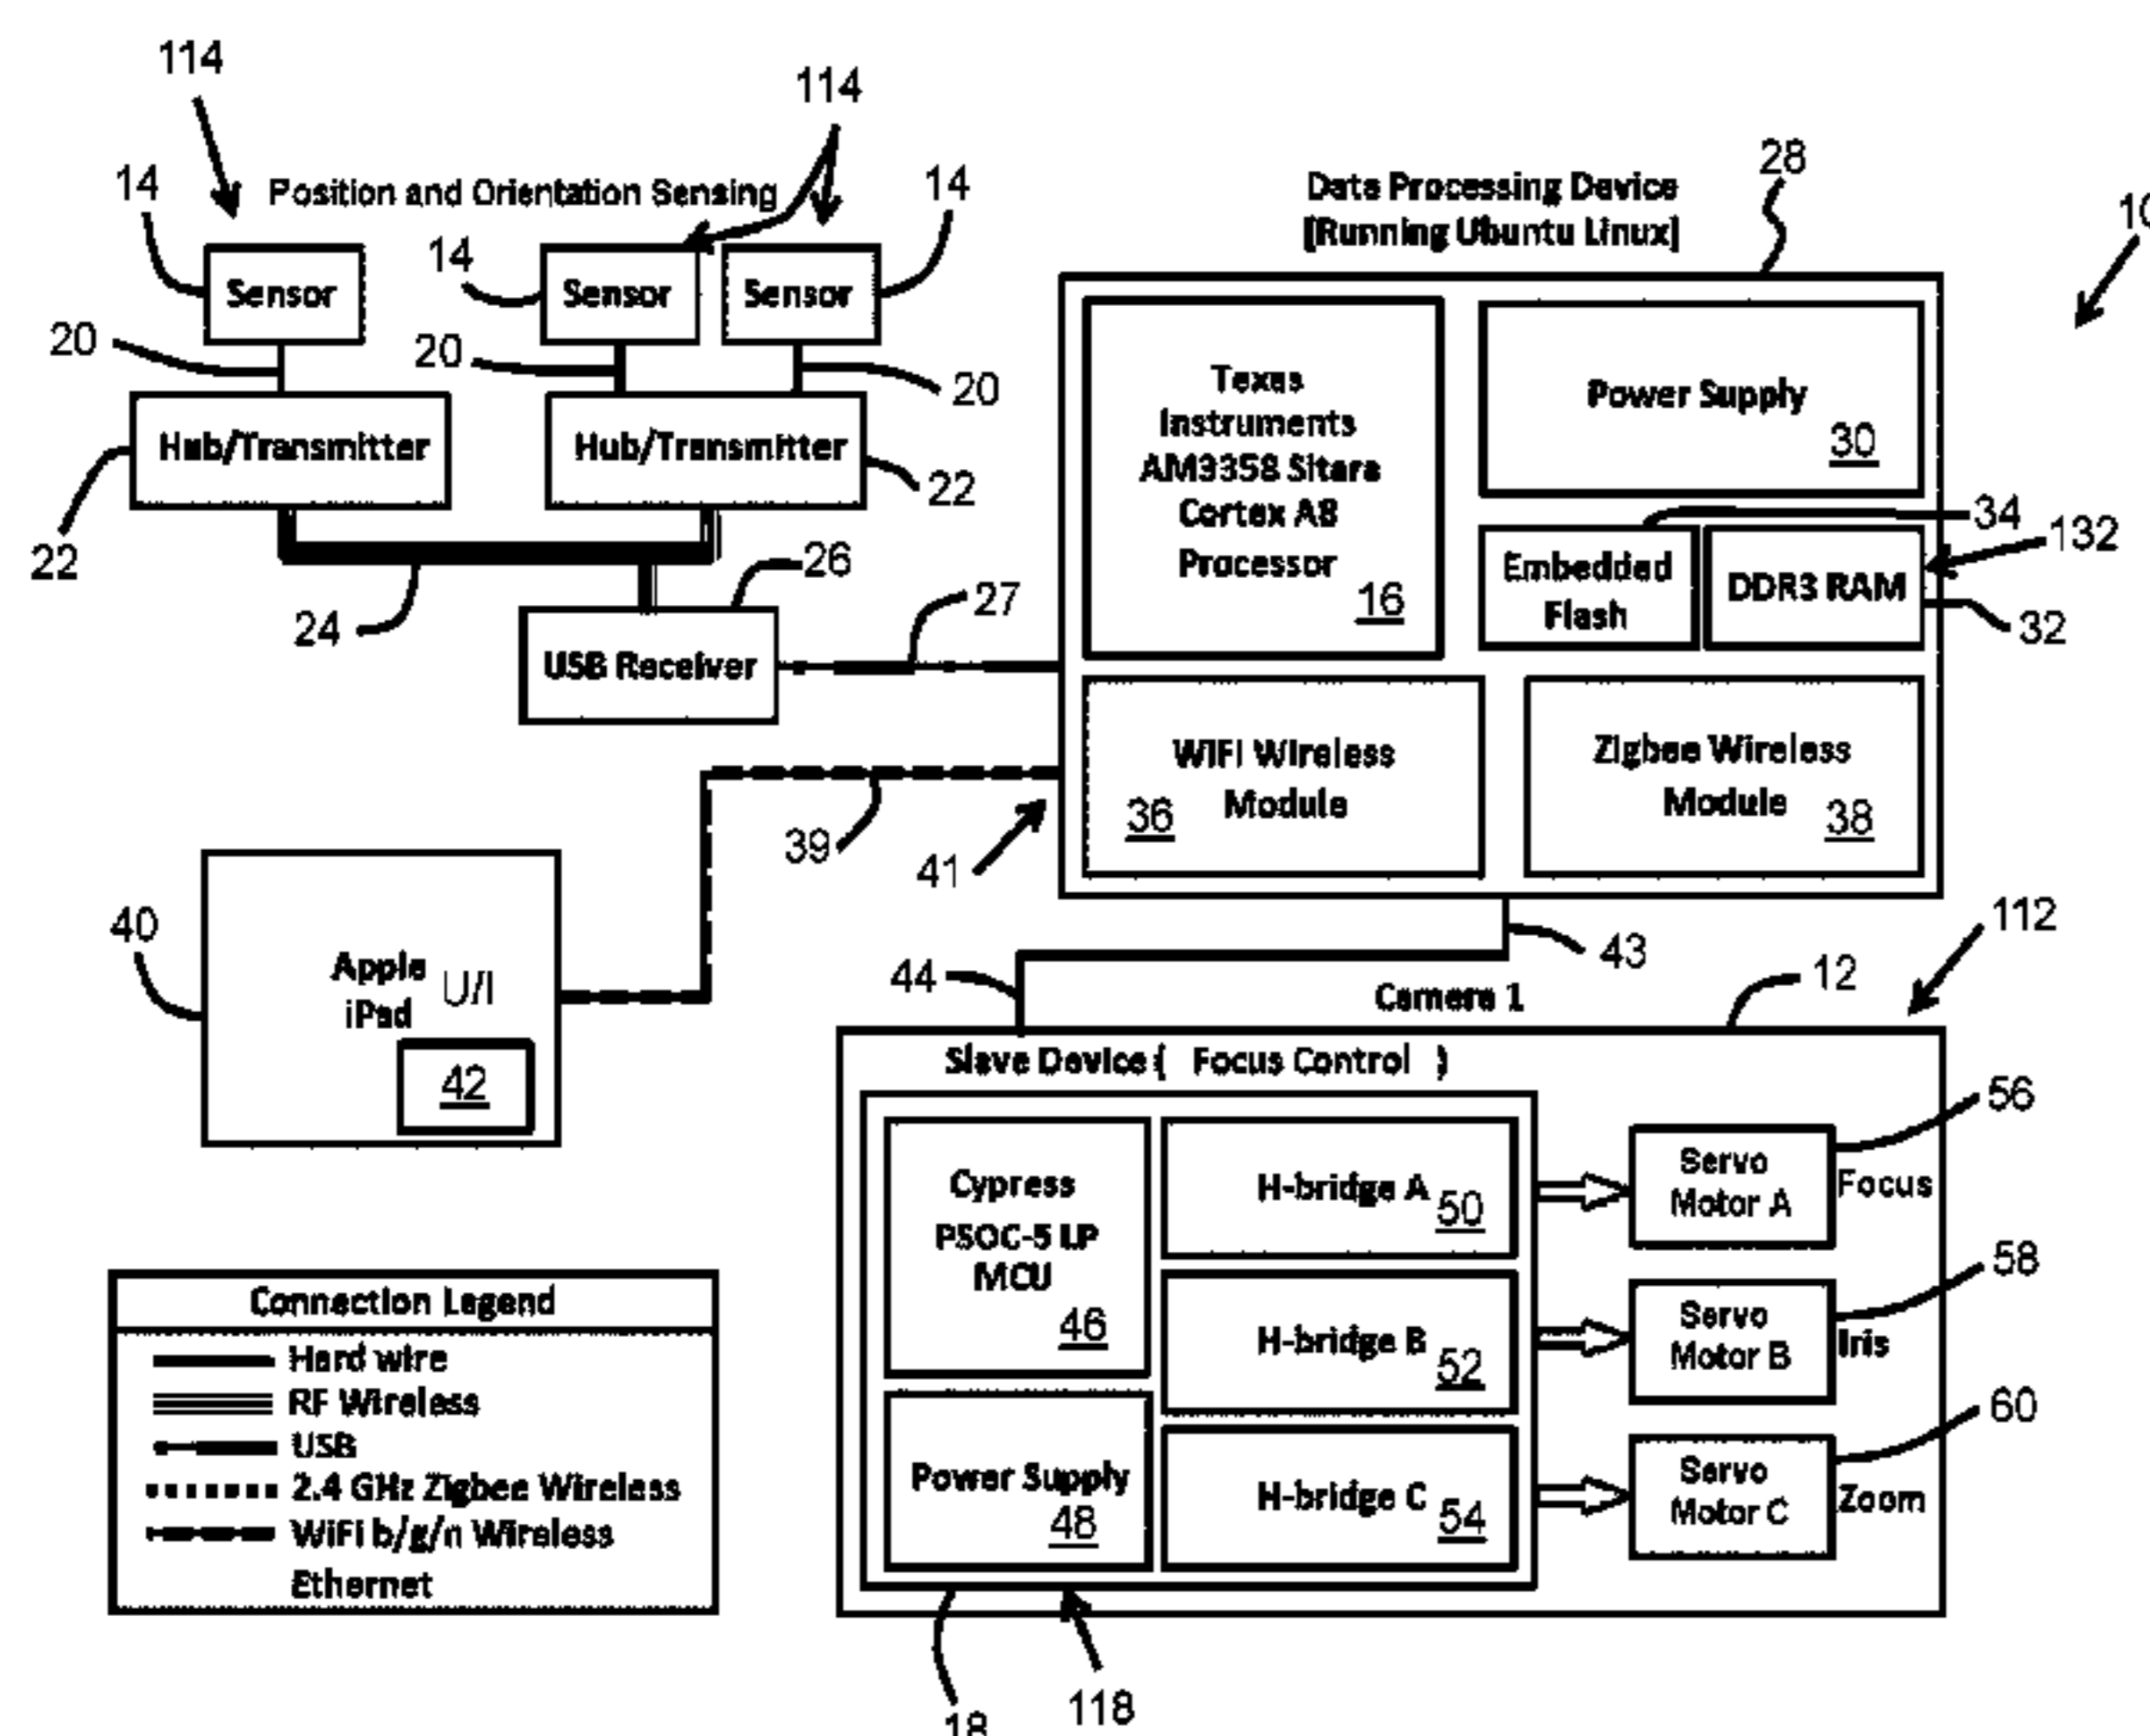 114
114
14
Position and Orientation Sensing
14
14
Sensor
Sensor
Sensor
20
20
20
Hub/Transmitter
Hub/Transmitter
22
22
24
26
USB Receiver
27
Data Processing Device
(Running Ubuntu Linux)
28
10
Texas
Instruments
AM3358 Sitara
Cortex A8
Processor
16
Power Supply
30
34
Embedded
Flash
DDR3 RAM
132
32
WIFI Wireless
Module
36
Zigbee Wireless
Module
38
39
41
40
Apple
iPad
U/I
42
43
44
Camera 1
12
112
Slave Device ( Focus Control )
Cypress
PSOC-5 LP
MCU
46
Power Supply
48
H-bridge A
50
H-bridge B
52
H-bridge C
54
Servo
Motor A
Focus
56
Servo
Motor B
Iris
58
Servo
Motor C
Zoom
60
18
118
Connection Legend
Hard wire
RF Wireless
USB
2.4 GHz Zigbee Wireless
WiFi b/g/n Wireless
Ethernet